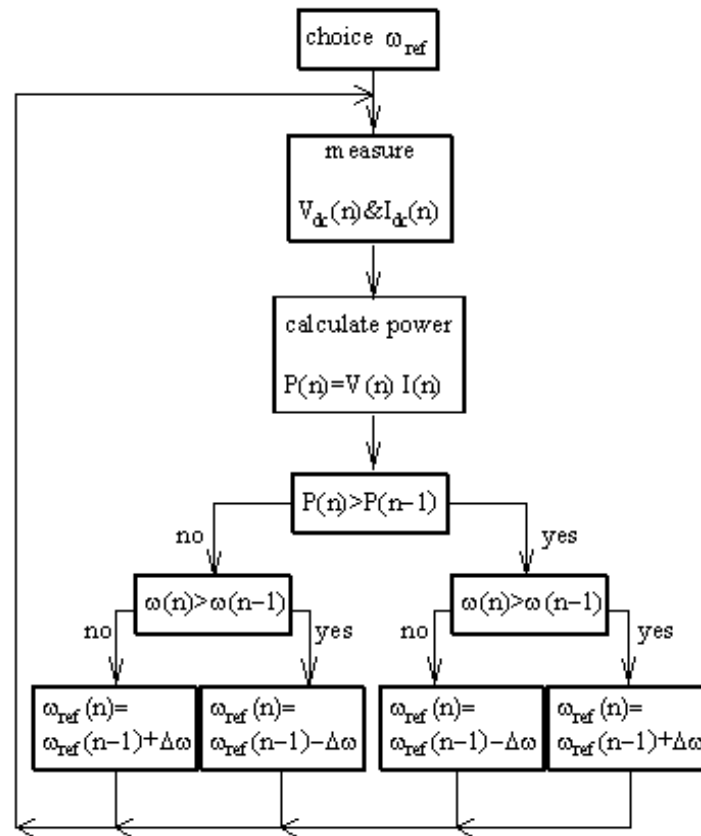 choice ω_ref
measure
V_dc(n)&I_dc(n)
calculate power
P(n)=V(n) I(n)
P(n)>P(n−1)
no
yes
ω(n)>ω(n−1)
ω(n)>ω(n−1)
no
yes
no
yes
ω_ref(n)=
ω_ref(n−1)+Δω
ω_ref(n)=
ω_ref(n−1)−Δω
ω_ref(n)=
ω_ref(n−1)−Δω
ω_ref(n)=
ω_ref(n−1)+Δω